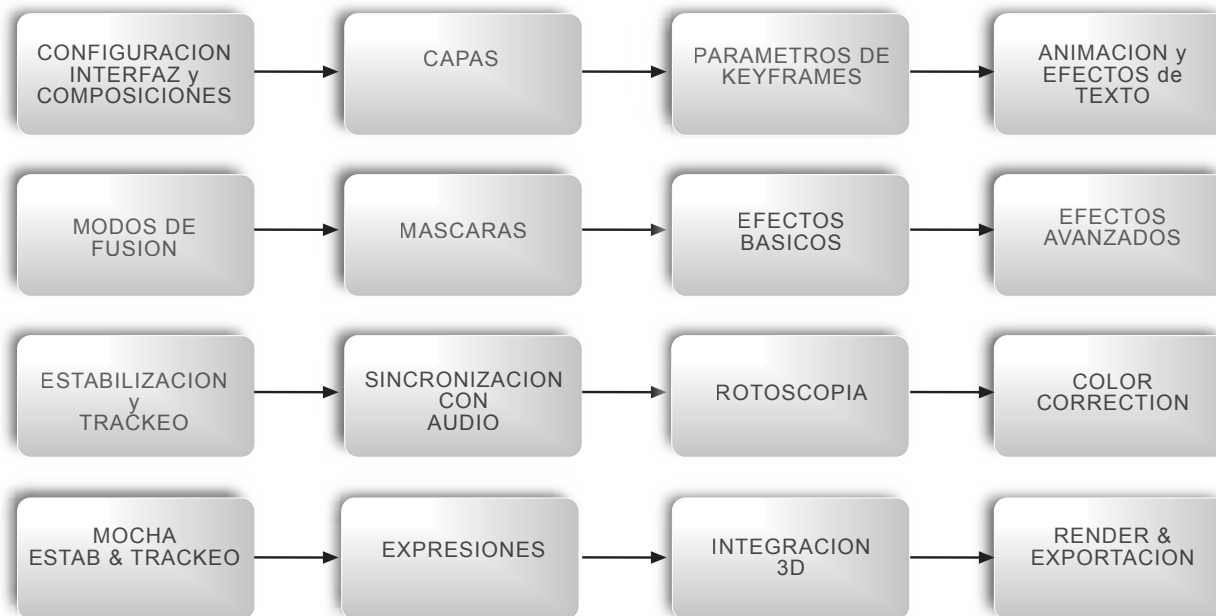 CONFIGURACION
INTERFAZ y
COMPOSICIONES
CAPAS
PARAMETROS DE
KEYFRAMES
ANIMACION y
EFECTOS de
TEXTO
MODOS DE
FUSION
MASCARAS
EFECTOS
BASICOS
EFECTOS
AVANZADOS
ESTABILIZACION
y
TRACKEO
SINCRONIZACION
CON
AUDIO
ROTOSCOPIA
COLOR
CORRECTION
MOCHA
ESTAB & TRACKEO
EXPRESIONES
INTEGRACION
3D
RENDER &
EXPORTACION